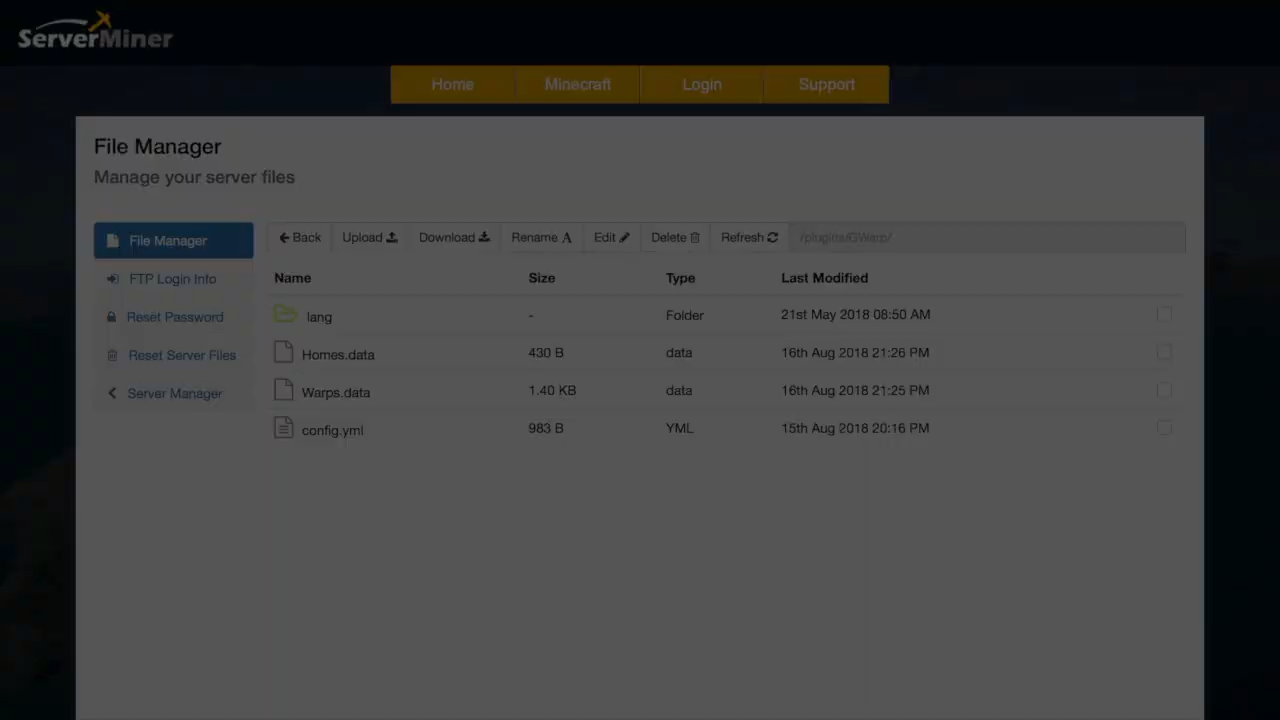 ServerMiner
Home Minecraft Login Support
File Manager
Manage your server files
File Manager
FTP Login Info
Reset Password
Reset Server Files
Server Manager
Back Upload Download Rename Edit Delete Refresh /plugins/GWarp/
Name Size Type Last Modified
lang - Folder 21st May 2018 08:50 AM
Homes.data 430 B data 16th Aug 2018 21:26 PM
Warps.data 1.40 KB data 16th Aug 2018 21:25 PM
config.yml 983 B YML 15th Aug 2018 20:16 PM